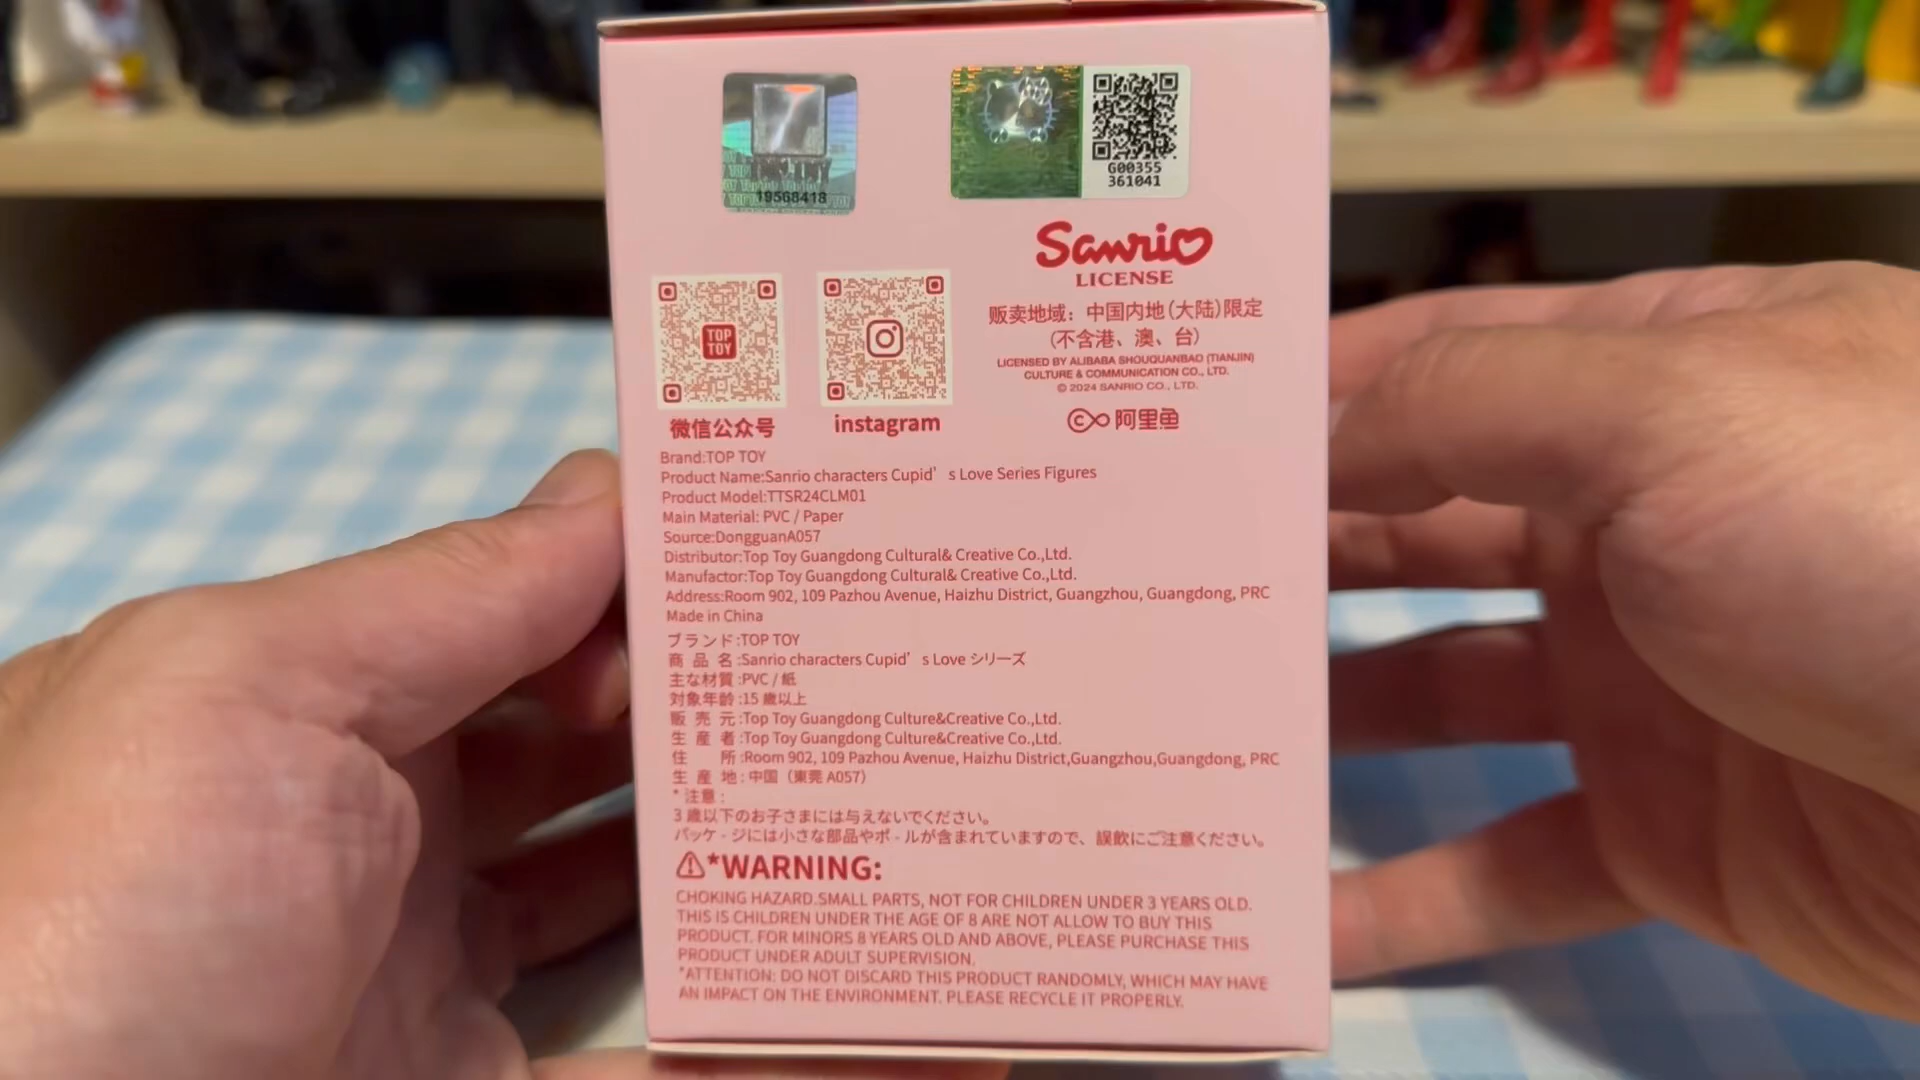 19568418
G00355
361041
Sanrio
LICENSE
贩卖地域：中国内地(大陆)限定
(不含港、澳、台)
LICENSED BY ALIBABA SHOUQUANBAO (TIANJIN)
CULTURE & COMMUNICATION CO., LTD.
© 2024 SANRIO CO., LTD.
阿里鱼
TOP
TOY
微信公众号
instagram
Brand:TOP TOY
Product Name:Sanrio characters Cupid' s Love Series Figures
Product Model:TTSR24CLM01
Main Material: PVC / Paper
Source:DongguanA057
Distributor:Top Toy Guangdong Cultural& Creative Co.,Ltd.
Manufactor:Top Toy Guangdong Cultural& Creative Co.,Ltd.
Address:Room 902, 109 Pazhou Avenue, Haizhu District, Guangzhou, Guangdong, PRC
Made in China
ブランド:TOP TOY
商 品 名:Sanrio characters Cupid' s Love シリーズ
主な材質:PVC / 紙
対象年齢:15 歳以上
販 売 元:Top Toy Guangdong Culture&Creative Co.,Ltd.
生 産 者:Top Toy Guangdong Culture&Creative Co.,Ltd.
住 所:Room 902, 109 Pazhou Avenue, Haizhu District,Guangzhou,Guangdong, PRC
生 産 地:中国（東莞 A057）
* 注意 :
3 歳以下のお子さまには与えないでください。
パッケ - ジには小さな部品やボ - ルが含まれていますので、誤飲にご注意ください。
*WARNING:
CHOKING HAZARD.SMALL PARTS, NOT FOR CHILDREN UNDER 3 YEARS OLD.
THIS IS CHILDREN UNDER THE AGE OF 8 ARE NOT ALLOW TO BUY THIS
PRODUCT. FOR MINORS 8 YEARS OLD AND ABOVE, PLEASE PURCHASE THIS
PRODUCT UNDER ADULT SUPERVISION.
*ATTENTION: DO NOT DISCARD THIS PRODUCT RANDOMLY, WHICH MAY HAVE
AN IMPACT ON THE ENVIRONMENT. PLEASE RECYCLE IT PROPERLY.